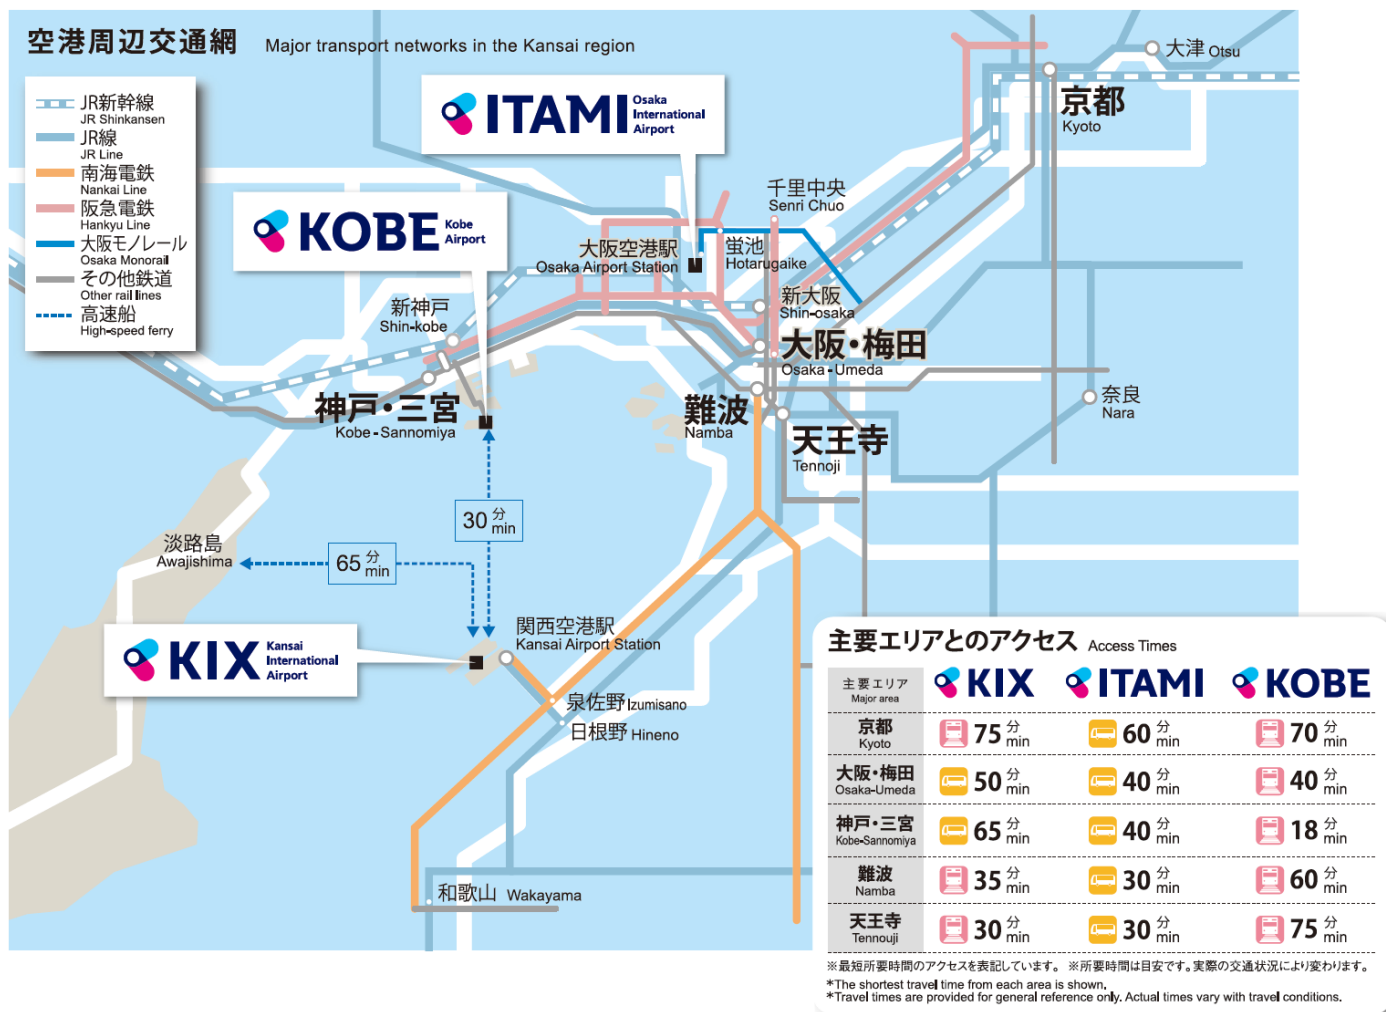 空港周辺交通網 Major transport networks in the Kansai region
JR新幹線
JR Shinkansen
JR線
JR Line
南海電鉄
Nankai Line
阪急電鉄
Hankyu Line
大阪モノレール
Osaka Monorail
その他鉄道
Other rail lines
高速船
High-speed ferry
ITAMI Osaka International Airport
KOBE Kobe Airport
大津 Otsu
京都
Kyoto
千里中央
Senri Chuo
大阪空港駅
Osaka Airport Station
蛍池
Hotarugaike
新神戸
Shin-kobe
新大阪
Shin-osaka
大阪・梅田
Osaka-Umeda
神戸・三宮
Kobe-Sannomiya
難波
Namba
奈良
Nara
天王寺
Tennoji
30 分 min
淡路島
Awajishima
65 分 min
KIX Kansai International Airport
関西空港駅
Kansai Airport Station
泉佐野 Izumisano
日根野 Hineno
和歌山 Wakayama
主要エリアとのアクセス Access Times
主要エリア
Major area
KIX ITAMI KOBE
京都
Kyoto
75 分 min 60 分 min 70 分 min
大阪・梅田
Osaka-Umeda
50 分 min 40 分 min 40 分 min
神戸・三宮
Kobe-Sannomiya
65 分 min 40 分 min 18 分 min
難波
Namba
35 分 min 30 分 min 60 分 min
天王寺
Tennouji
30 分 min 30 分 min 75 分 min
※最短所要時間のアクセスを表記しています。 ※所要時間は目安です。実際の交通状況により変わります。
*The shortest travel time from each area is shown.
*Travel times are provided for general reference only. Actual times vary with travel conditions.